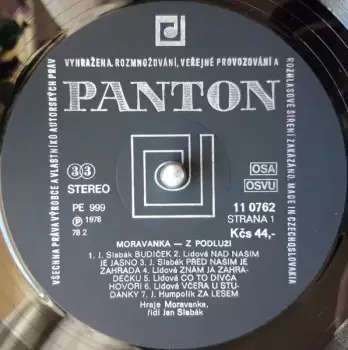 VYHRAŽENA. ROZMNOŽOVÁNÍ, VEŘEJNÉ PROVOZOVÁNÍ A
ROZHLASOVÉ ŠÍŘENÍ ZAKÁZÁNO. MADE IN CZECHOSLOVAKIA
VŠECHNA PRÁVA VÝROBCE A VLASTNÍKŮ AUTORSKÝCH PRÁV
PANTON
33
STEREO
OSA
OSVU
PE 999
Ⓟ 1978
78 2
11 0762
STRANA 1
Kčs 44,-
MORAVANKA — Z PODLUŽÍ
1. J. Slabák BUDÍČEK 2. Lidová NAD NAŠIM
JE JASNO 3. J. Slabák PŘED NAŠIM JE
ZAHRADA 4. Lidová ZNÁM JÁ ZAHRA-
DEČKU 5. Lidová CO TO DÍVČA
HOVOŘÍ 6. Lidová VČERA U STU-
DÁNKY 7. J. Humpolík ZA LESEM
Hraje Moravanka,
řídí Jan Slabák